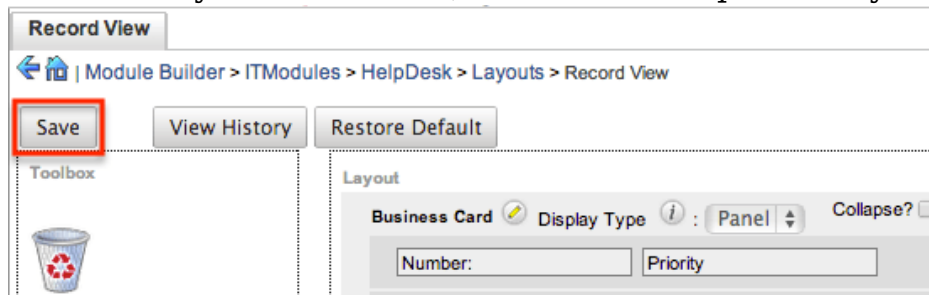 Record View
| Module Builder > ITModules > HelpDesk > Layouts > Record View
Save View History Restore Default
Toolbox
Layout
Business Card Display Type i : Panel Collapse?
Number: Priority